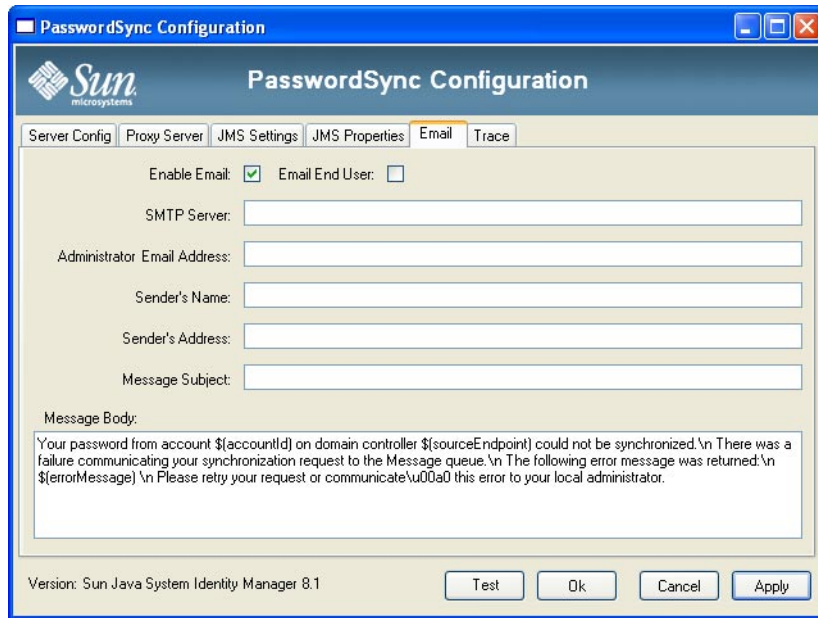 PasswordSync Configuration
Sun
microsystems
PasswordSync Configuration
Server Config Proxy Server JMS Settings JMS Properties Email Trace
Enable Email: Email End User:
SMTP Server:
Administrator Email Address:
Sender's Name:
Sender's Address:
Message Subject:
Message Body:
Your password from account $(accountId) on domain controller $(sourceEndpoint) could not be synchronized.\n There was a
failure communicating your synchronization request to the Message queue.\n The following error message was returned:\n
$(errorMessage) \n Please retry your request or communicate\u00a0 this error to your local administrator.
Version: Sun Java System Identity Manager 8.1
Test Ok Cancel Apply